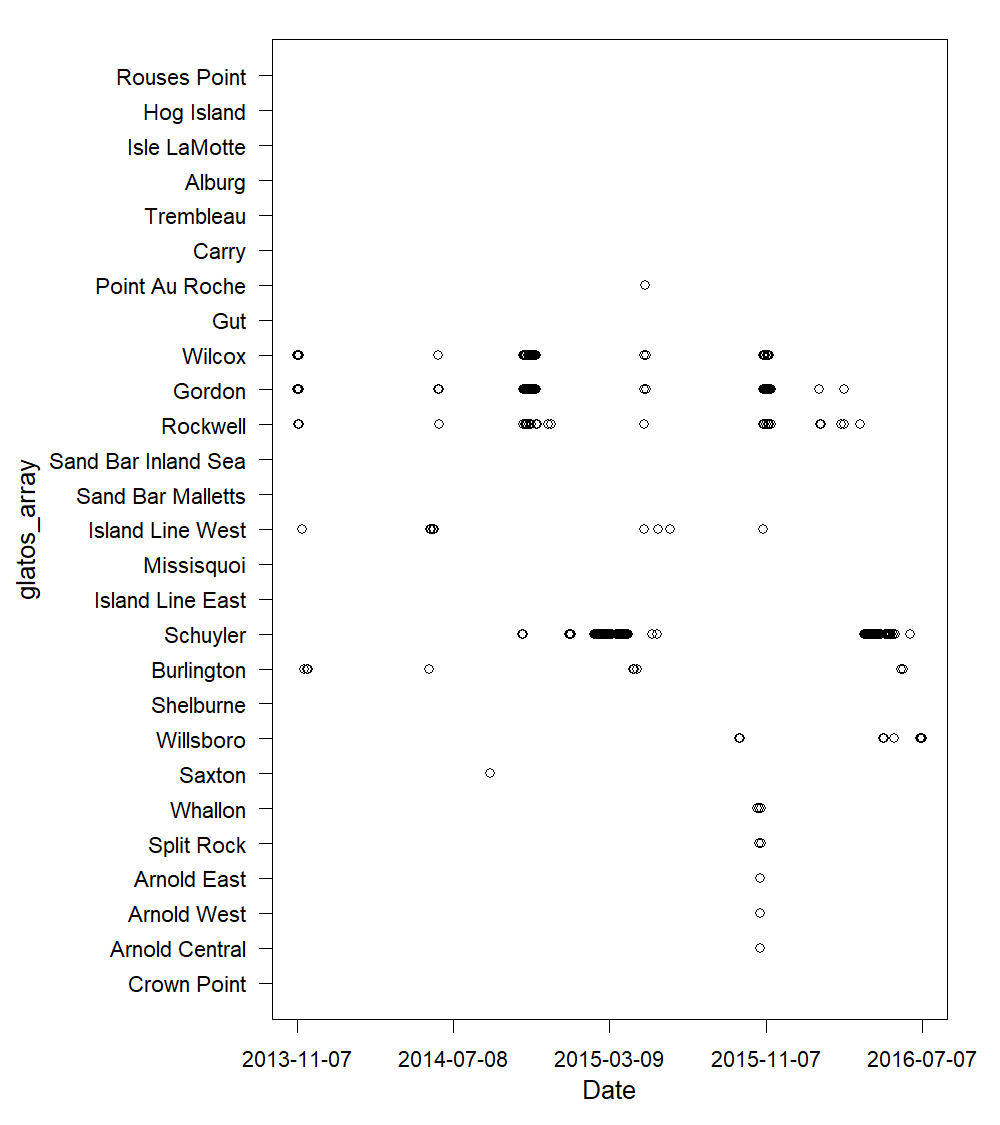 Rouses Point
Hog Island
Isle LaMotte
Alburg
Trembleau
Carry
Point Au Roche
Gut
Wilcox
Gordon
Rockwell
Sand Bar Inland Sea
Sand Bar Malletts
Island Line West
Missisquoi
Island Line East
Schuyler
Burlington
Shelburne
Willsboro
Saxton
Whallon
Split Rock
Arnold East
Arnold West
Arnold Central
Crown Point
glatos_array
2013-11-07 2014-07-08 2015-03-09 2015-11-07 2016-07-07
Date